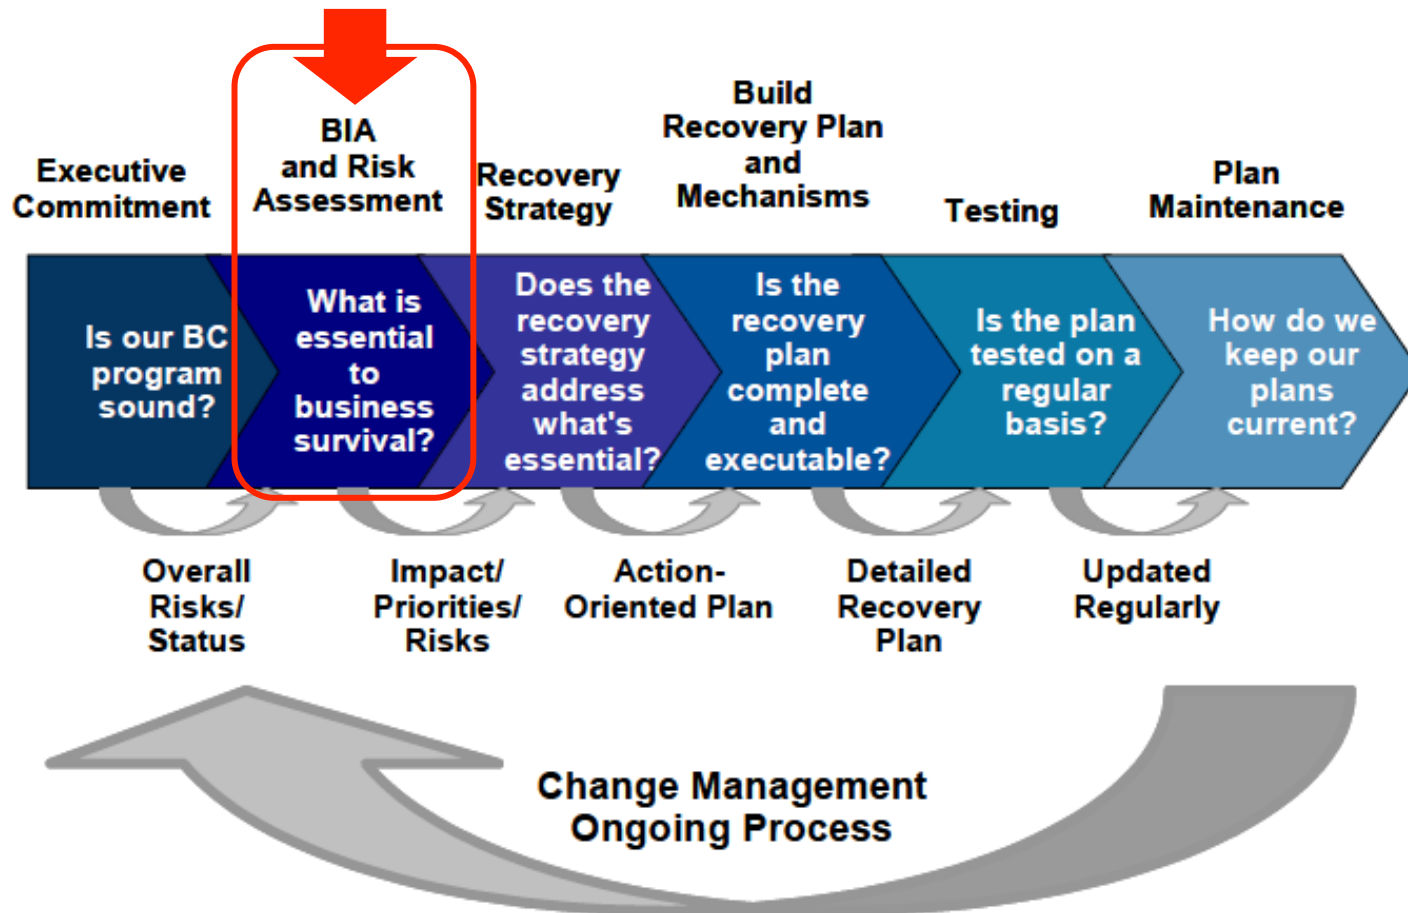 Executive
Commitment
BIA
and Risk
Assessment
Recovery
Strategy
Build
Recovery Plan
and
Mechanisms
Testing
Plan
Maintenance
Is our BC
program
sound?
What is
essential
to
business
survival?
Does the
recovery
strategy
address
what's
essential?
Is the
recovery
plan
complete
and
executable?
Is the plan
tested on a
regular
basis?
How do we
keep our
plans
current?
Overall
Risks/
Status
Impact/
Priorities/
Risks
Action-
Oriented Plan
Detailed
Recovery
Plan
Updated
Regularly
Change Management
Ongoing Process